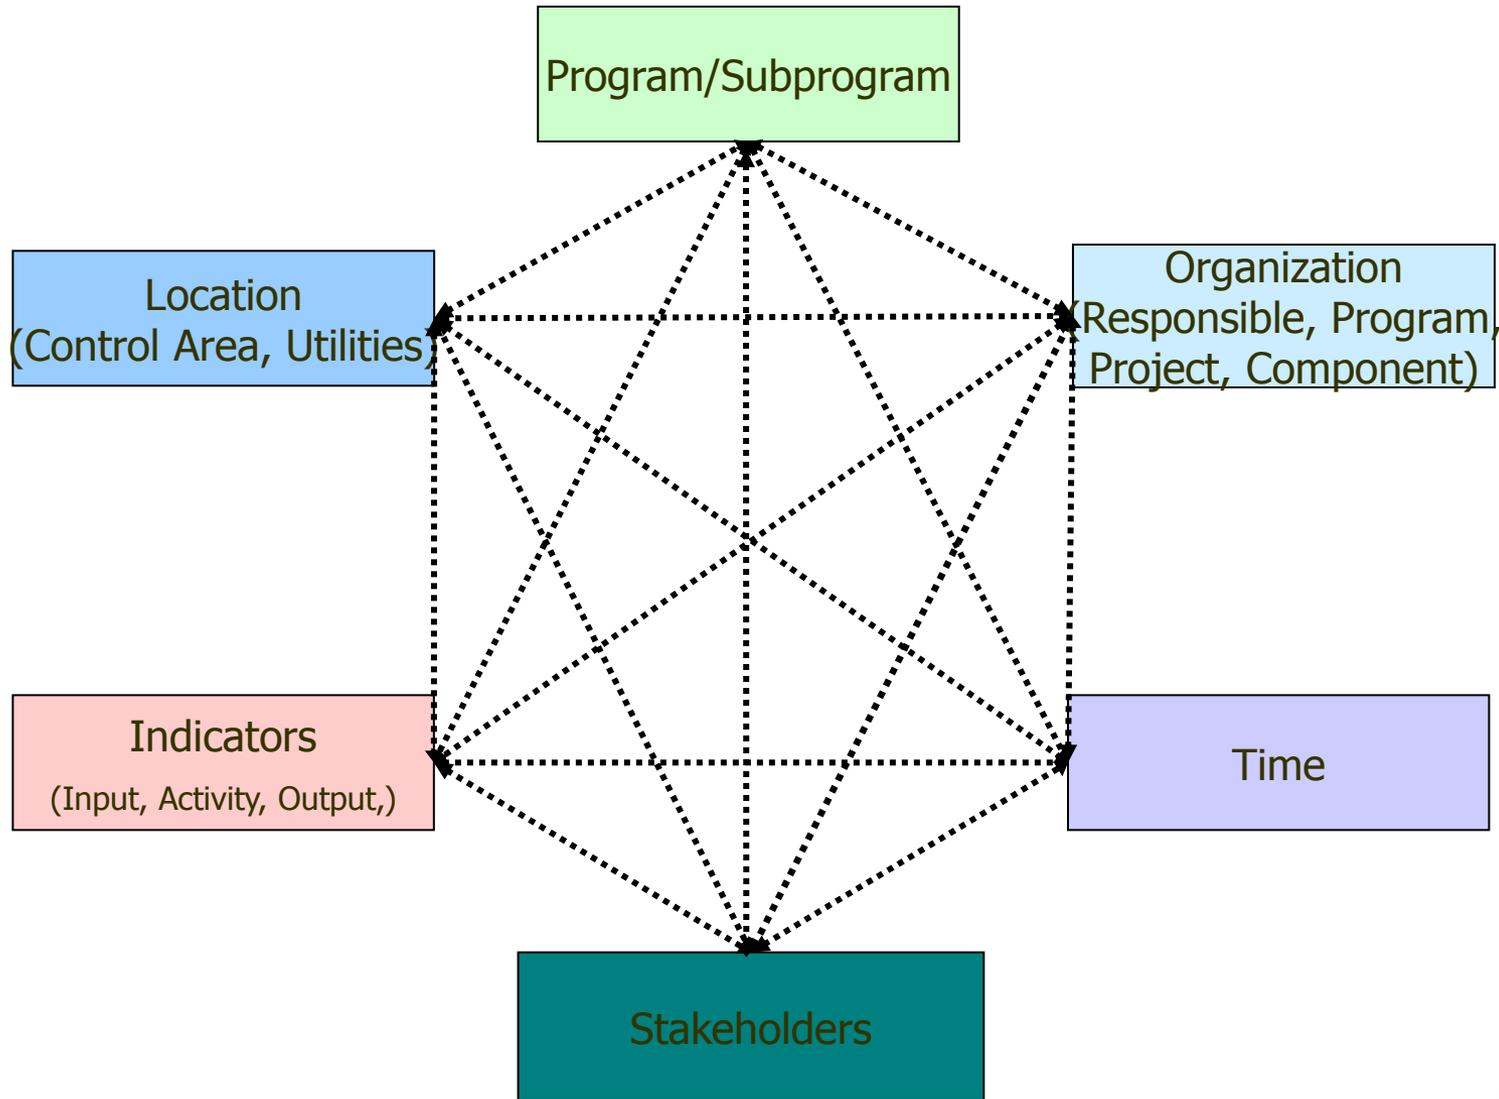 Program/Subprogram
Location
(Control Area, Utilities)
Organization
(Responsible, Program,
Project, Component)
Indicators
(Input, Activity, Output,)
Time
Stakeholders